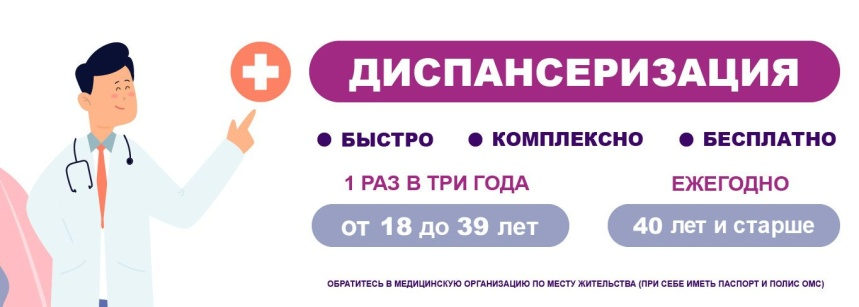 ДИСПАНСЕРИЗАЦИЯ
● БЫСТРО ● КОМПЛЕКСНО ● БЕСПЛАТНО
1 РАЗ В ТРИ ГОДА ЕЖЕГОДНО
от 18 до 39 лет 40 лет и старше
ОБРАТИТЕСЬ В МЕДИЦИНСКУЮ ОРГАНИЗАЦИЮ ПО МЕСТУ ЖИТЕЛЬСТВА (ПРИ СЕБЕ ИМЕТЬ ПАСПОРТ И ПОЛИС ОМС)